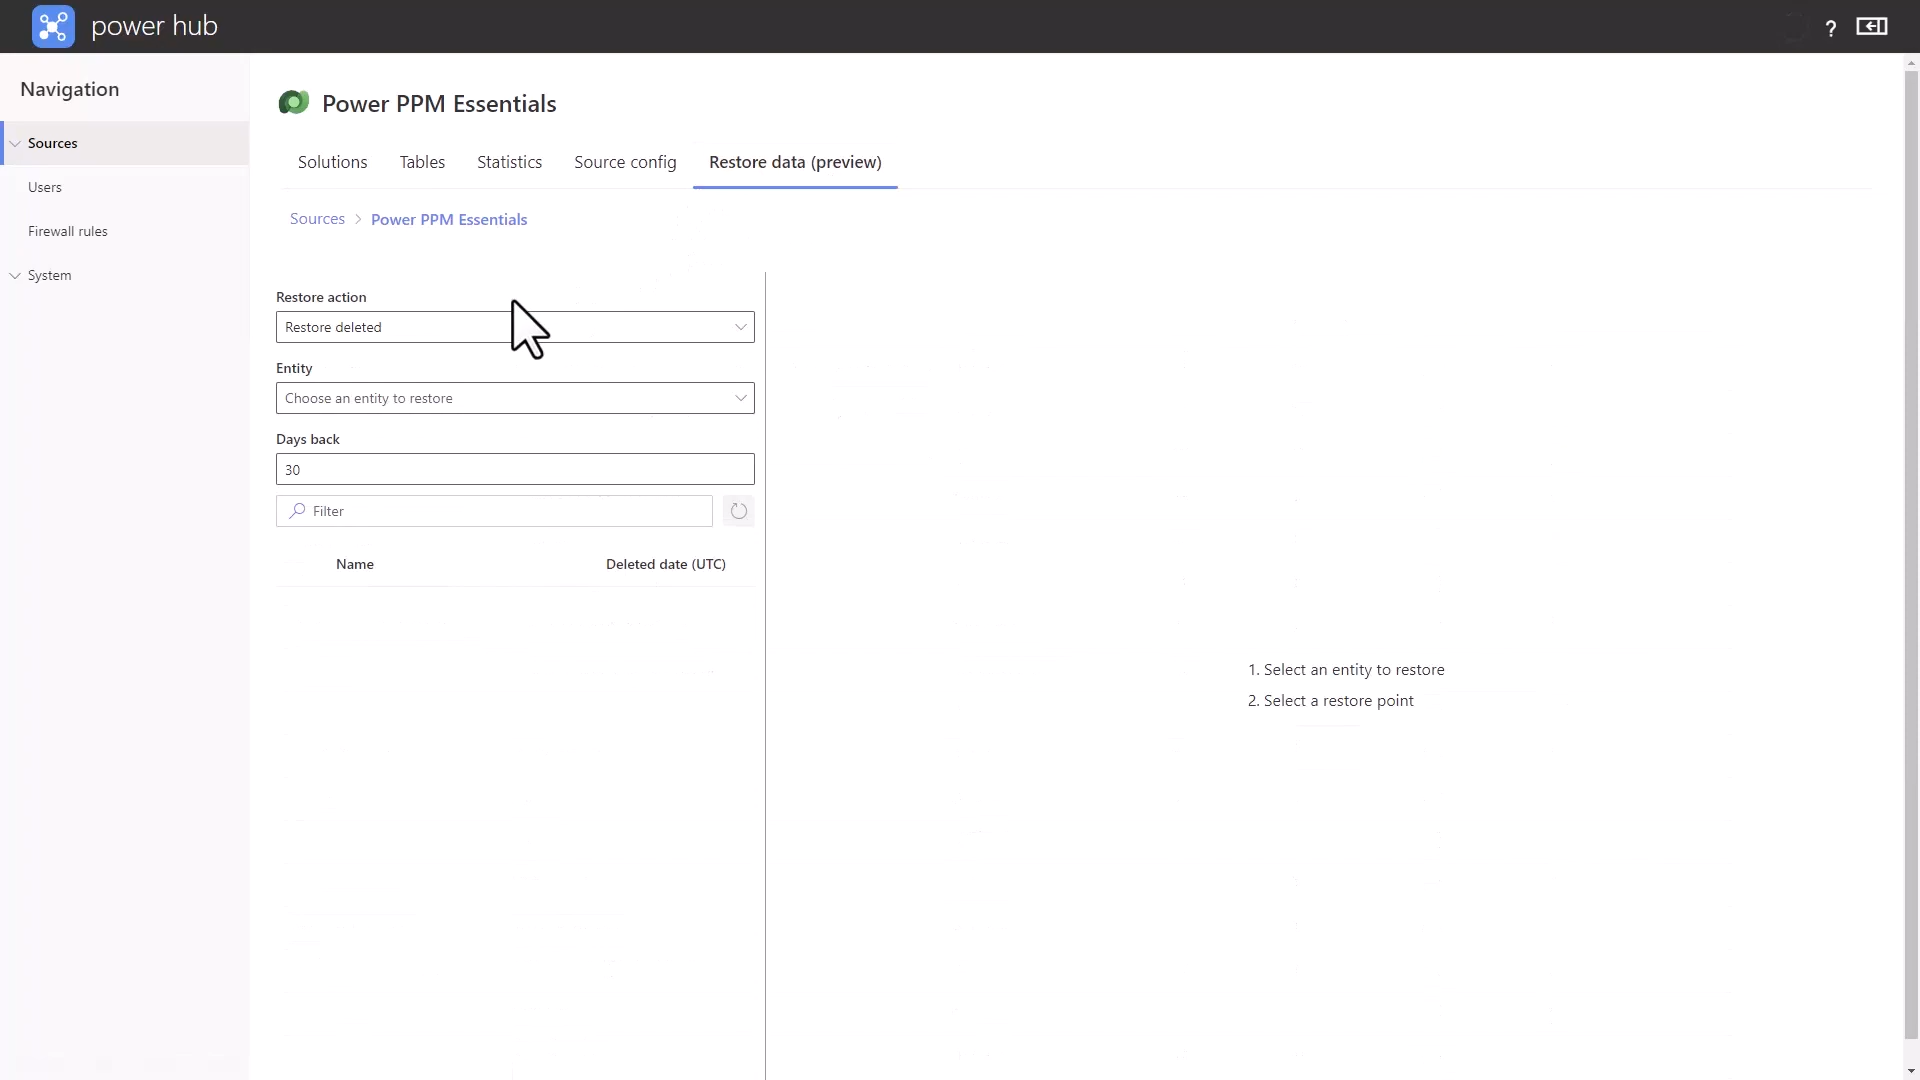 power hub
?
Navigation
Sources
Users
Firewall rules
System
Power PPM Essentials
Solutions Tables Statistics Source config Restore data (preview)
Sources > Power PPM Essentials
Restore action
Restore deleted
Entity
Choose an entity to restore
Days back
30
Filter
Name Deleted date (UTC)
1. Select an entity to restore
2. Select a restore point